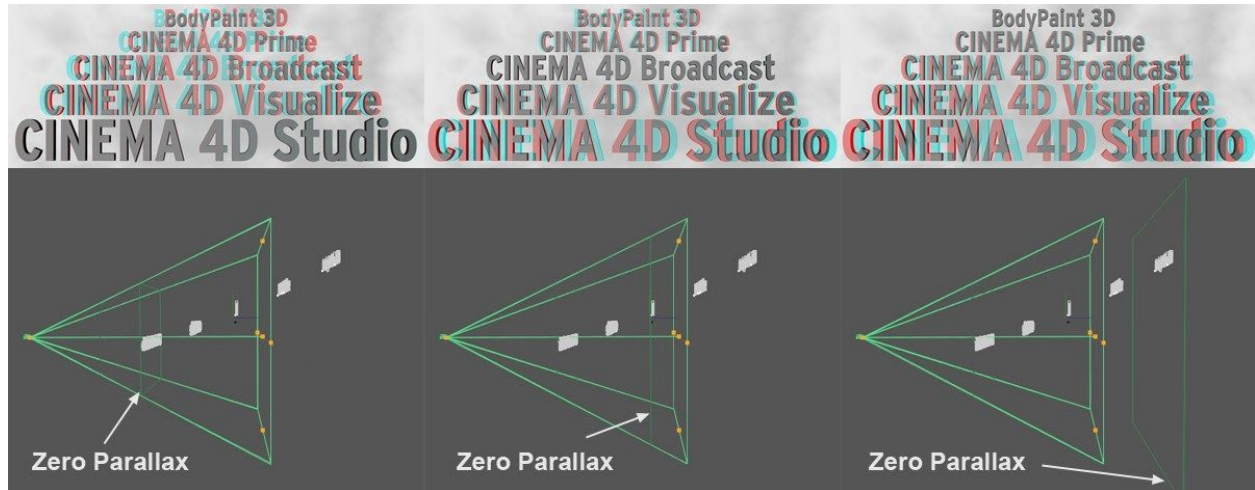 BodyPaint 3D
CINEMA 4D Prime
CINEMA 4D Broadcast
CINEMA 4D Visualize
CINEMA 4D Studio
Zero Parallax
BodyPaint 3D
CINEMA 4D Prime
CINEMA 4D Broadcast
CINEMA 4D Visualize
CINEMA 4D Studio
Zero Parallax
BodyPaint 3D
CINEMA 4D Prime
CINEMA 4D Broadcast
CINEMA 4D Visualize
CINEMA 4D Studio
Zero Parallax